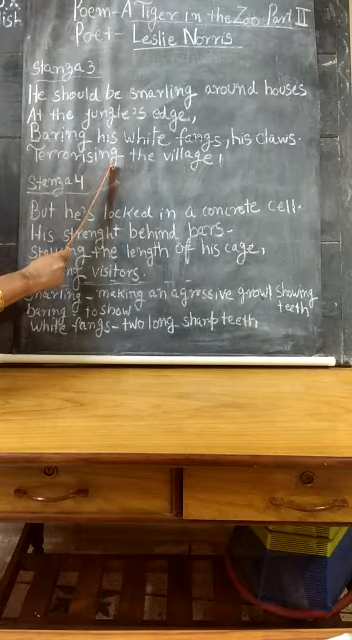 Poem- A Tiger in the Zoo Part II
Poet- Leslie Norris
Stanza 3
He should be snarling around houses
At the jungle's edge,
Baring his white fangs, his claws.
Terrorising the village,
Stanza 4
But he's locked in a concrete cell.
His strenght behind bars-
the length of his cage,
visitors.
Snarling - making an agressive growl showing teeth
baring to show
white fangs - two long sharp teeth,